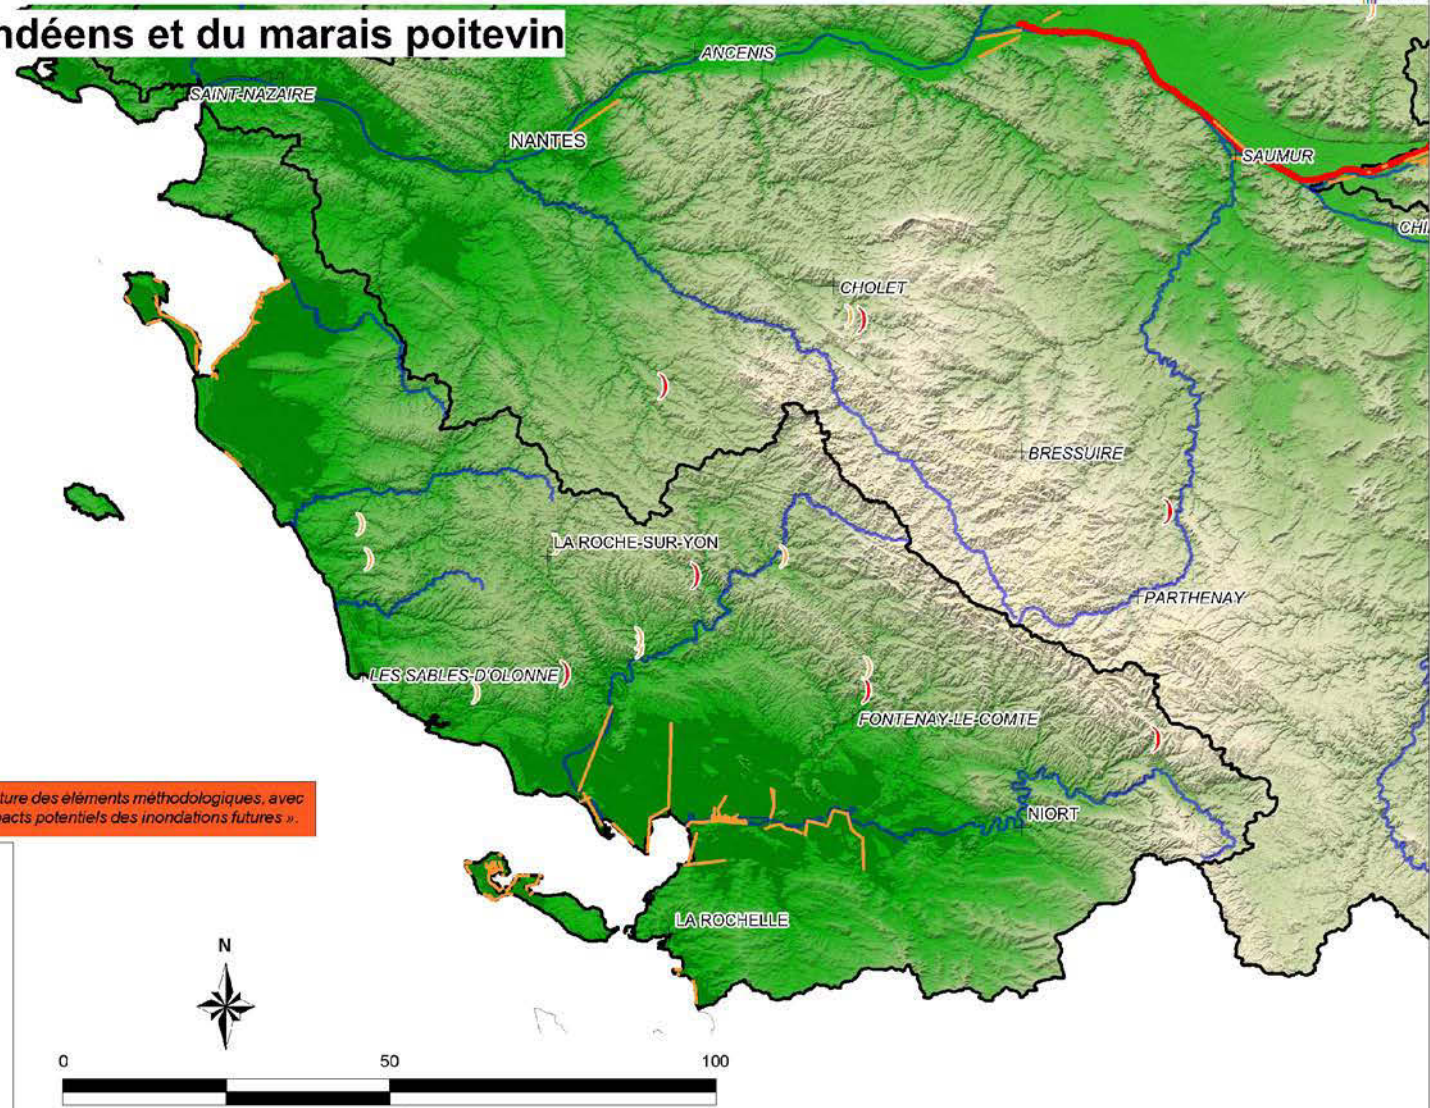 ndéens et du marais poitevin
ANCENIS
SAINT-NAZAIRE
NANTES
SAUMUR
CHI
CHOLET
BRESSUIRE
LA ROCHE-SUR-YON
PARTHENAY
LES SABLES-D'OLONNE
FONTENAY-LE-COMTE
ture des éléments méthodologiques, avec
pacts potentiels des inondations futures ».
NIORT
LA ROCHELLE
N
0 50 100